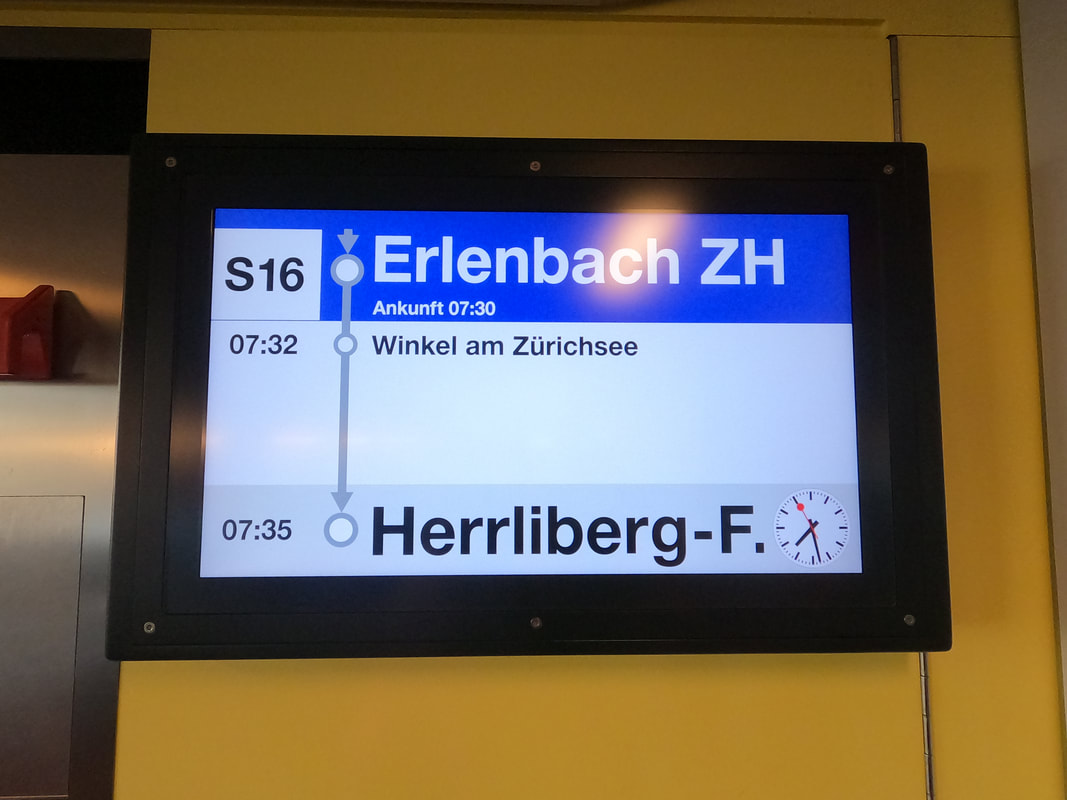 S16
Erlenbach ZH
Ankunft 07:30
07:32 Winkel am Zürichsee
07:35 Herrliberg-F.